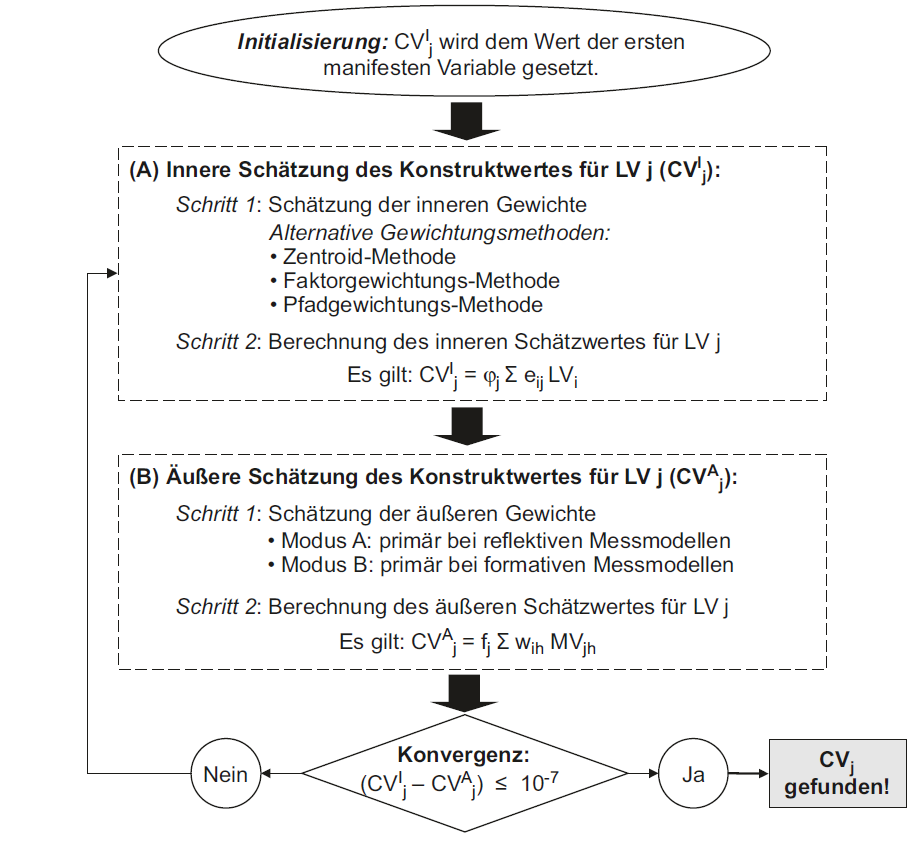 Initialisierung: CVᴵⱼ wird dem Wert der ersten
manifesten Variable gesetzt.
(A) Innere Schätzung des Konstruktwertes für LV j (CVᴵⱼ):
Schritt 1: Schätzung der inneren Gewichte
Alternative Gewichtungsmethoden:
• Zentroid-Methode
• Faktorgewichtungs-Methode
• Pfadgewichtungs-Methode
Schritt 2: Berechnung des inneren Schätzwertes für LV j
Es gilt: CVᴵⱼ = φⱼ Σ eᵢⱼ LVᵢ
(B) Äußere Schätzung des Konstruktwertes für LV j (CVᴬⱼ):
Schritt 1: Schätzung der äußeren Gewichte
• Modus A: primär bei reflektiven Messmodellen
• Modus B: primär bei formativen Messmodellen
Schritt 2: Berechnung des äußeren Schätzwertes für LV j
Es gilt: CVᴬⱼ = fⱼ Σ wᵢₕ MVⱼₕ
Konvergenz:
(CVᴵⱼ – CVᴬⱼ) ≤ 10⁻⁷
Nein
Ja
CVⱼ
gefunden!